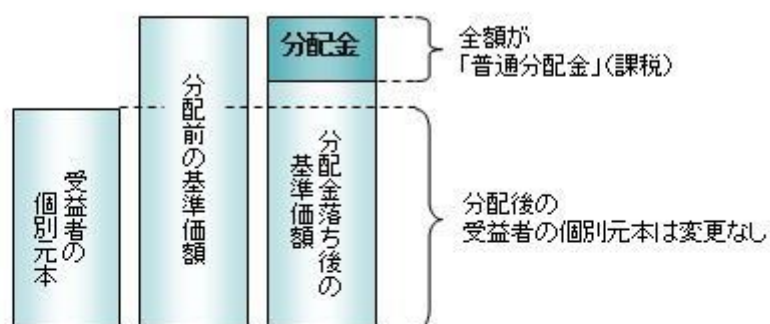 受益者の
個別元本
分配前の基準価額
分配金
分配金落ち後の
基準価額
全額が
「普通分配金」(課税)
分配後の
受益者の個別元本は変更なし